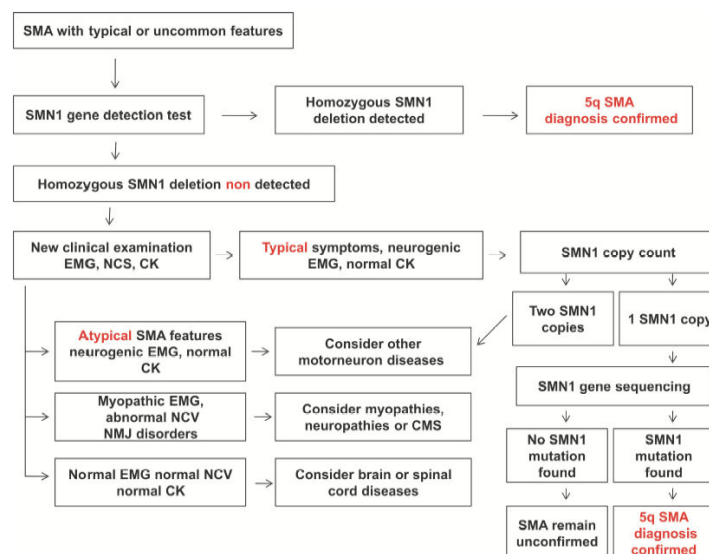 SMA with typical or uncommon features
SMN1 gene detection test
Homozygous SMN1
deletion detected
5q SMA
diagnosis confirmed
Homozygous SMN1 deletion non detected
New clinical examination
EMG, NCS, CK
Typical symptoms, neurogenic
EMG, normal CK
SMN1 copy count
Two SMN1
copies
1 SMN1 copy
Atypical SMA features
neurogenic EMG, normal
CK
Consider other
motorneuron diseases
SMN1 gene sequencing
Myopathic EMG,
abnormal NCV
NMJ disorders
Consider myopathies,
neuropathies or CMS
No SMN1
mutation
found
SMN1
mutation
found
Normal EMG normal NCV
normal CK
Consider brain or spinal
cord diseases
SMA remain
unconfirmed
5q SMA
diagnosis
confirmed